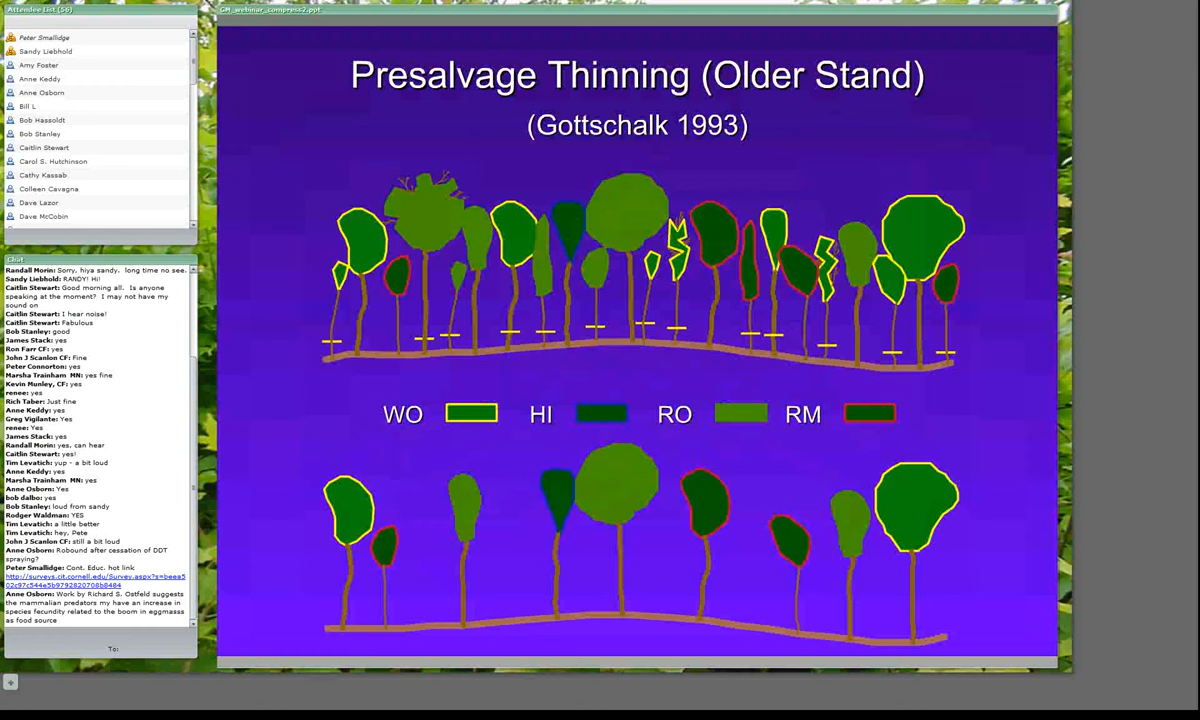 Attendee List (56)
Peter Smallidge
Sandy Liebhold
Amy Foster
Anne Keddy
Anne Osborn
Bill L
Bob Hassoldt
Bob Stanley
Caitlin Stewart
Carol S. Hutchinson
Cathy Kassab
Colleen Cavagna
Dave Lazor
Dave McCobin
Chat
Randall Morin: Sorry, hiya sandy. long time no see.
Sandy Liebhold: RANDY! Hi!
Caitlin Stewart: Good morning all. Is anyone
speaking at the moment? I may not have my
sound on
Caitlin Stewart: I hear noise!
Caitlin Stewart: Fabulous
Bob Stanley: good
James Stack: yes
Ron Farr CF: yes
John J Scanlon CF: Fine
Peter Connorton: yes
Marsha Trainham MN: yes fine
Kevin Munley, CF: yes
renee: yes
Rich Taber: Just fine
Anne Keddy: yes
Greg Vigilante: Yes
renee: Yes
James Stack: yes
Randall Morin: yes, can hear
Caitlin Stewart: yes!
Tim Levatich: yup - a bit loud
Anne Keddy: yes
Marsha Trainham MN: yes
Anne Osborn: Yes
bob dalbo: yes
Bob Stanley: loud from sandy
Rodger Waldman: YES
Tim Levatich: a little better
Tim Levatich: hey, Pete
John J Scanlon CF: still a bit loud
Anne Osborn: Robound after cessation of DDT
spraying?
Peter Smallidge: Cont. Educ. hot link
Anne Osborn: Work by Richard S. Ostfeld suggests
the mammalian predators my have an increase in
species fecundity related to the boom in eggmasss
as food source
To:
GM_webinar_compress2.ppt
Presalvage Thinning (Older Stand)
(Gottschalk 1993)
WO HI RO RM